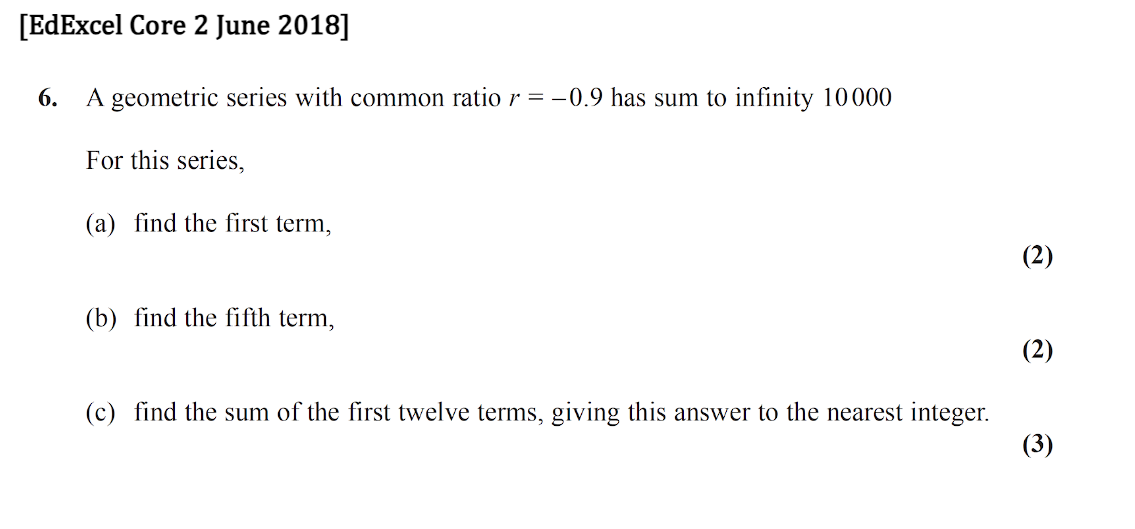 [EdExcel Core 2 June 2018]
6. A geometric series with common ratio r = −0.9 has sum to infinity 10 000
For this series,
(a) find the first term,
(2)
(b) find the fifth term,
(2)
(c) find the sum of the first twelve terms, giving this answer to the nearest integer.
(3)